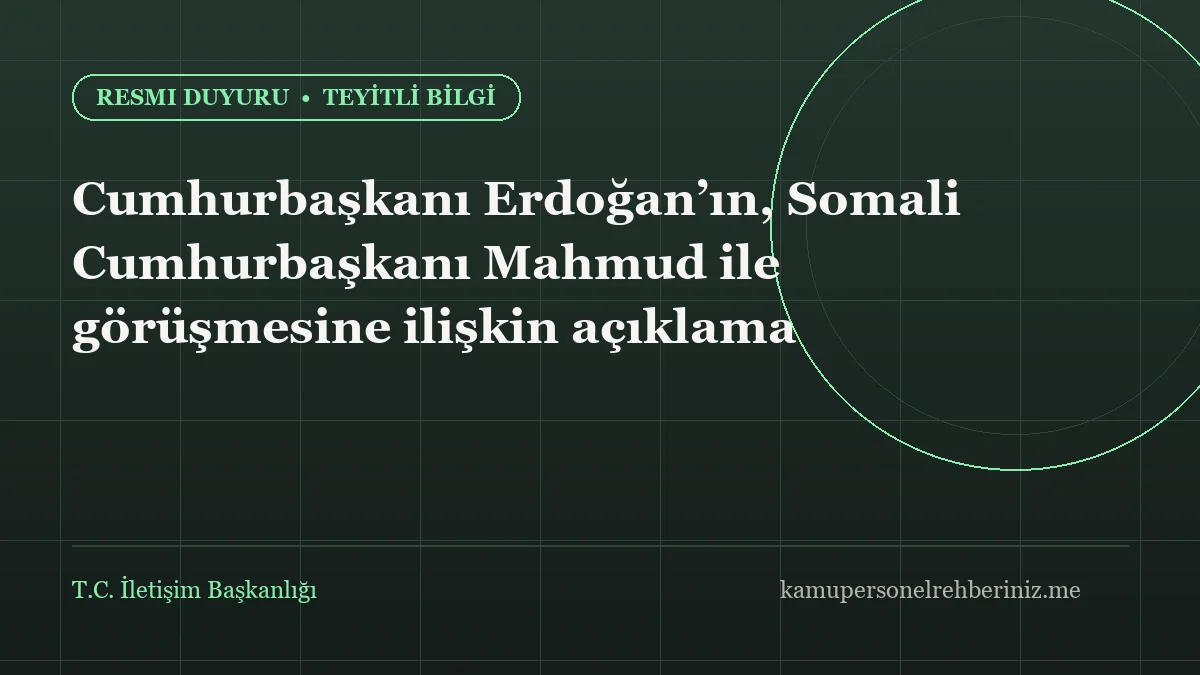 RESMI DUYURU • TEYİTLİ BİLGİ
Cumhurbaşkanı Erdoğan’ın, Somali
Cumhurbaşkanı Mahmud ile
görüşmesine ilişkin açıklama
T.C. İletişim Başkanlığı
kamupersonelrehberiniz.me